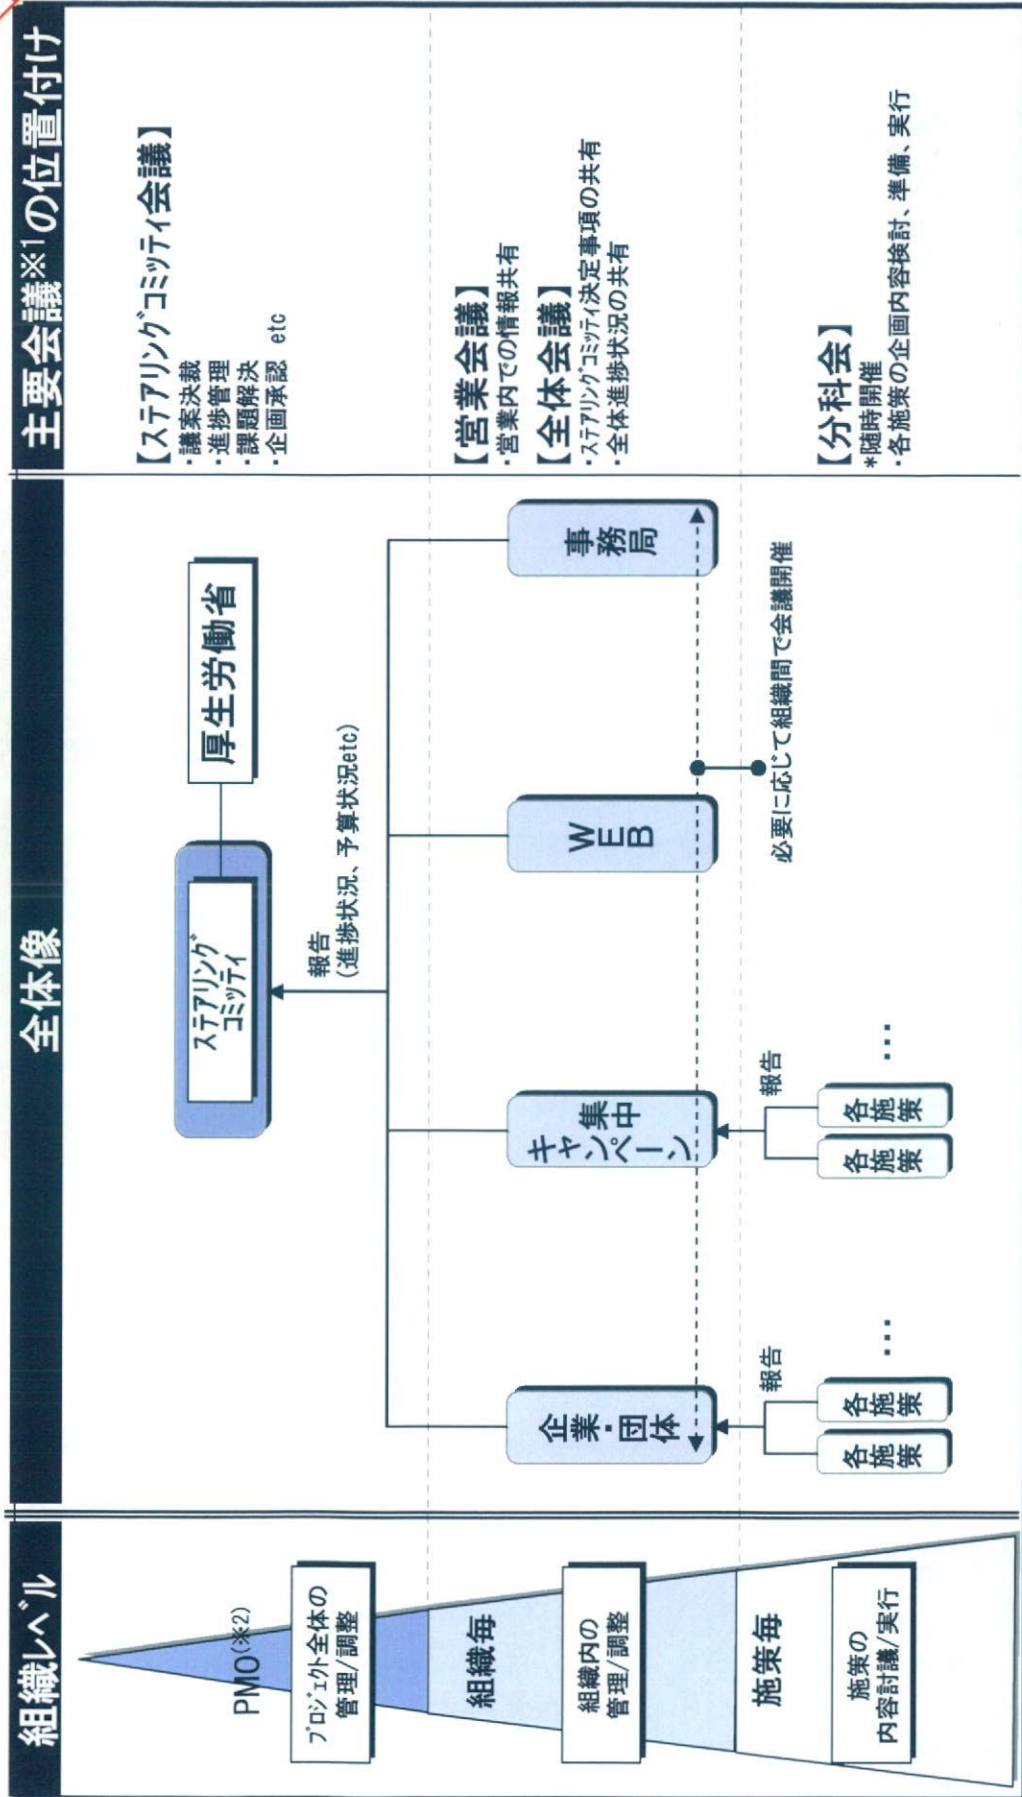 組織レベル
全体像
主要会議※1の位置付け
PMO(※2)
プロジェクト全体の
管理/調整
組織毎
組織内の
管理/調整
施策毎
施策の
内容討議/実行
ステアリング
コミッティ
厚生労働省
報告
(進捗状況、予算状況etc)
企業・団体
集中
キャンペーン
WEB
事務局
必要に応じて組織間で会議開催
報告
各施策
各施策
…
報告
各施策
各施策
…
【ステアリングコミッティ会議】
・議案決裁
・進捗管理
・課題解決
・企画承認 etc
【営業会議】
・営業内での情報共有
【全体会議】
・ステアリングコミッティ決定事項の共有
・全体進捗状況の共有
【分科会】
*随時開催
・各施策の企画内容検討、準備、実行